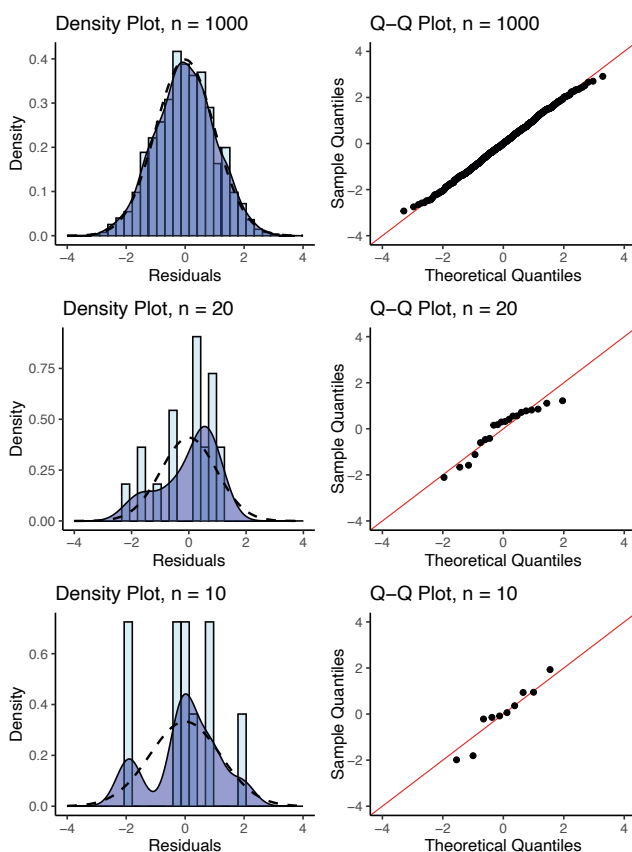 Density Plot, n = 1000
0.4
0.3
0.2
0.1
0.0
Density
−4 −2 0 2 4
Residuals
Q−Q Plot, n = 1000
4
2
0
−2
−4
Sample Quantiles
−4 −2 0 2 4
Theoretical Quantiles
Density Plot, n = 20
0.75
0.50
0.25
0.00
Density
−4 −2 0 2 4
Residuals
Q−Q Plot, n = 20
4
2
0
−2
−4
Sample Quantiles
−4 −2 0 2 4
Theoretical Quantiles
Density Plot, n = 10
0.6
0.4
0.2
0.0
Density
−4 −2 0 2 4
Residuals
Q−Q Plot, n = 10
4
2
0
−2
−4
Sample Quantiles
−4 −2 0 2 4
Theoretical Quantiles